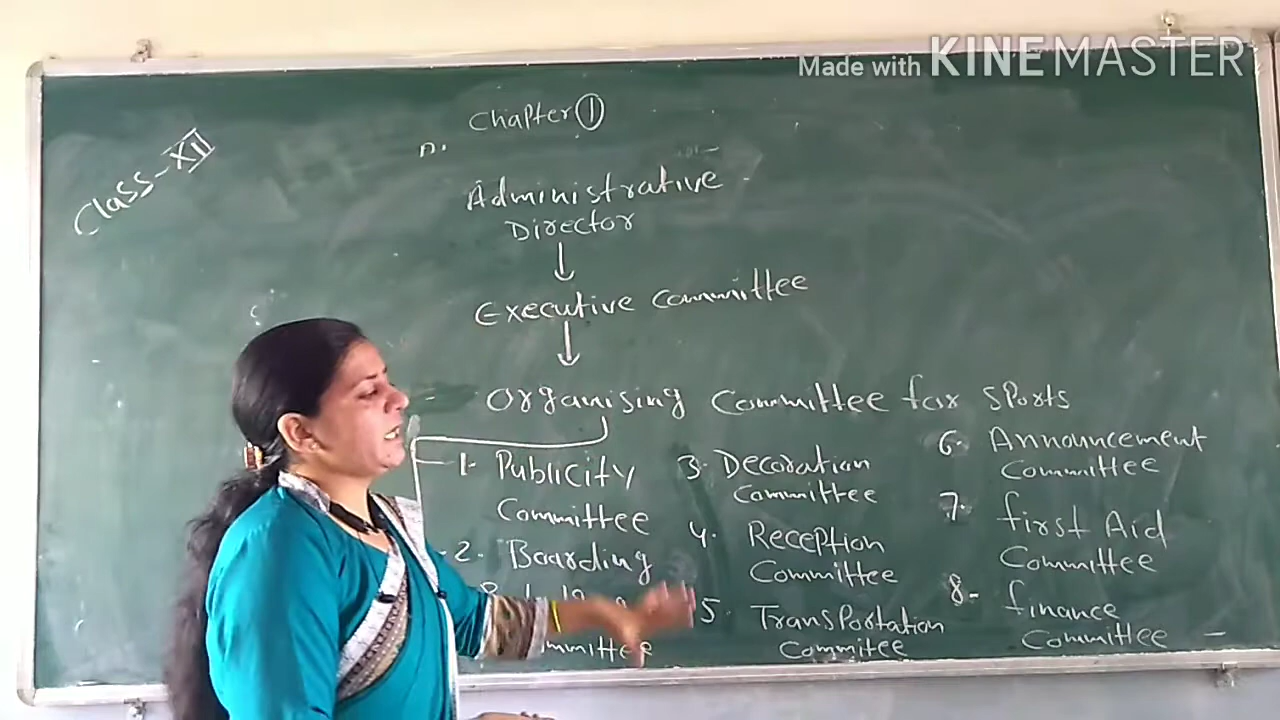 Made with KINEMASTER
Chapter 1
Class-XII
Administrative
Director
Executive Committee
Organising Committee for Sports
1. Publicity
Committee
2. Boarding
3. Decoration
Committee
4. Reception
Committee
5. Transportation
Commitee
6. Announcement
Committee
7. First Aid
Committee
8- finance
Committee